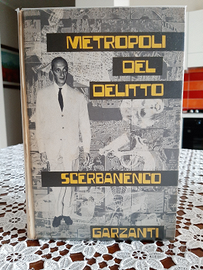 METROPOLI
DEL
DELITTO
SCERBANENCO
GARZANTI